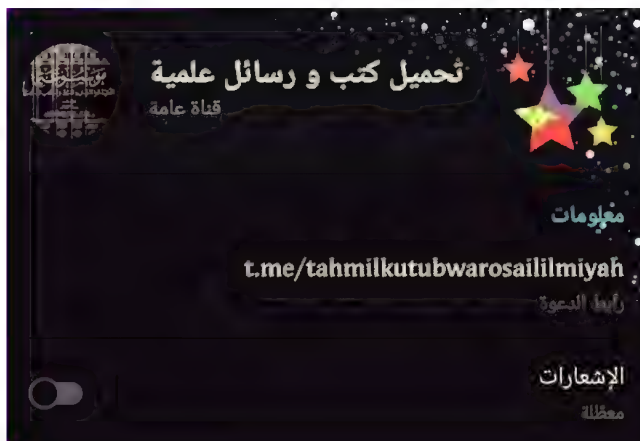 تحميل كتب و رسائل علمية
قناة عامة
معلومات
t.me/tahmilkutubwarosaililmiyah
رابط الدعوة
الإشعارات
معطلة